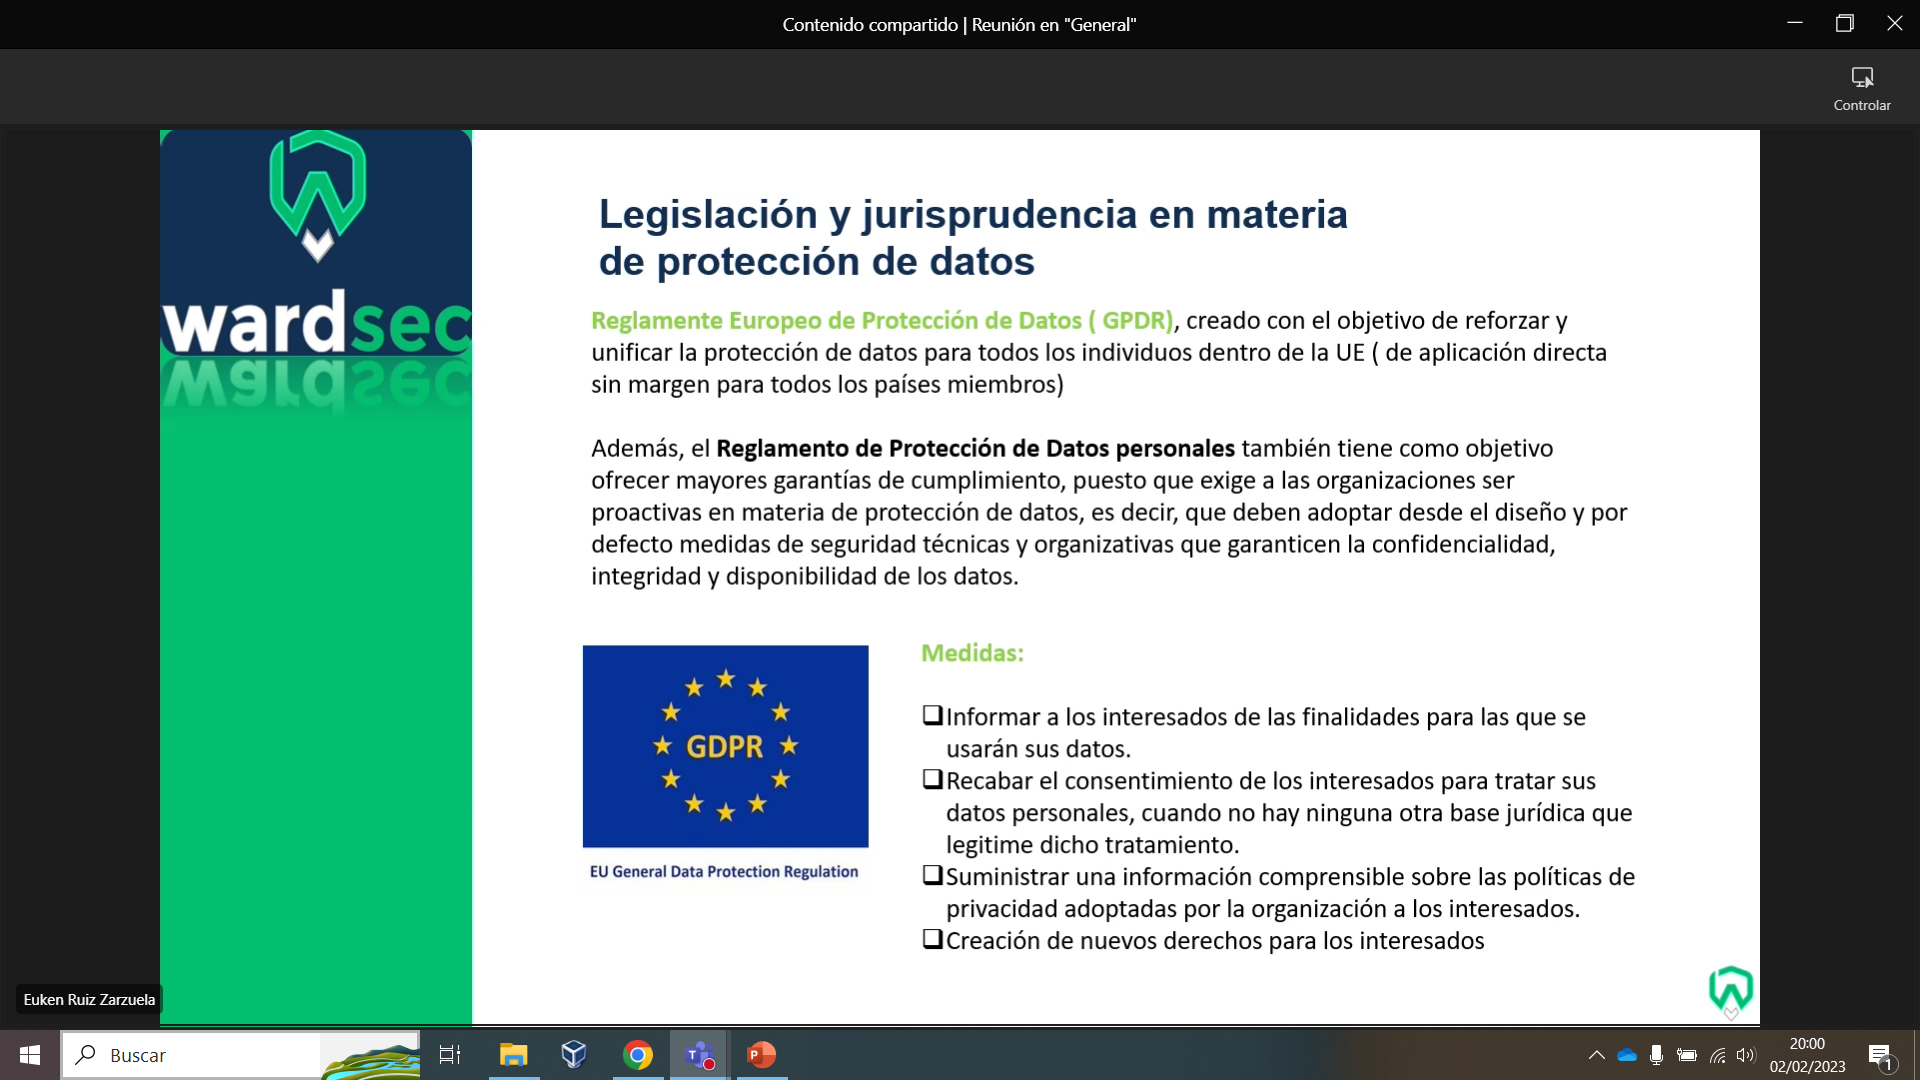 Contenido compartido | Reunión en "General"
Controlar
wardsec
Legislación y jurisprudencia en materia
de protección de datos
Reglamente Europeo de Protección de Datos ( GPDR), creado con el objetivo de reforzar y
unificar la protección de datos para todos los individuos dentro de la UE ( de aplicación directa
sin margen para todos los países miembros)
Además, el Reglamento de Protección de Datos personales también tiene como objetivo
ofrecer mayores garantías de cumplimiento, puesto que exige a las organizaciones ser
proactivas en materia de protección de datos, es decir, que deben adoptar desde el diseño y por
defecto medidas de seguridad técnicas y organizativas que garanticen la confidencialidad,
integridad y disponibilidad de los datos.
GDPR
EU General Data Protection Regulation
Medidas:
❑Informar a los interesados de las finalidades para las que se
usarán sus datos.
❑Recabar el consentimiento de los interesados para tratar sus
datos personales, cuando no hay ninguna otra base jurídica que
legitime dicho tratamiento.
❑Suministrar una información comprensible sobre las políticas de
privacidad adoptadas por la organización a los interesados.
❑Creación de nuevos derechos para los interesados
Euken Ruiz Zarzuela
Buscar
20:00
02/02/2023
1